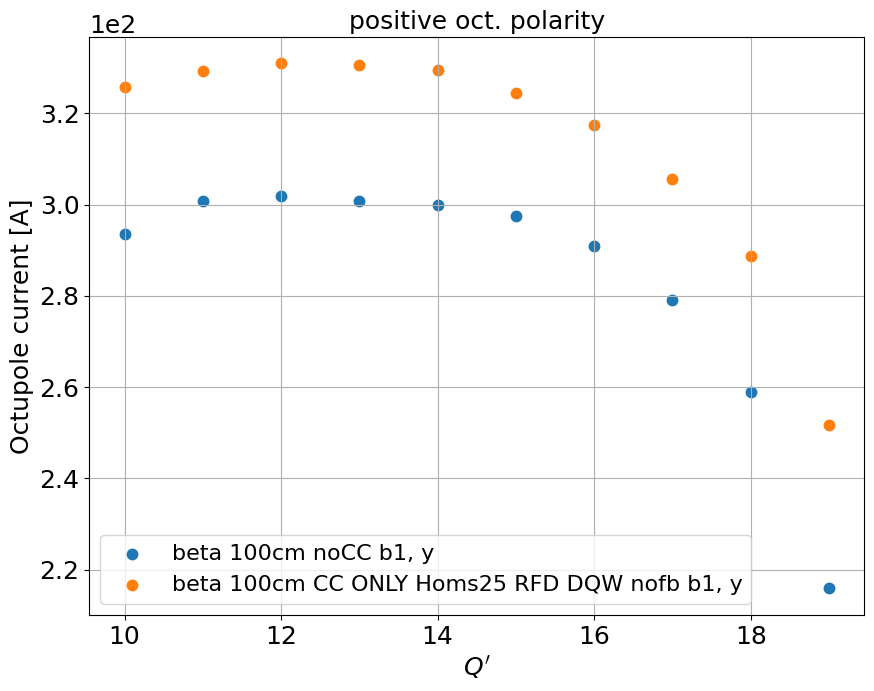 positive oct. polarity
1e2
3.2
3.0
2.8
2.6
2.4
2.2
Octupole current [A]
beta 100cm noCC b1, y
beta 100cm CC ONLY Homs25 RFD DQW nofb b1, y
10 12 14 16 18
Q′